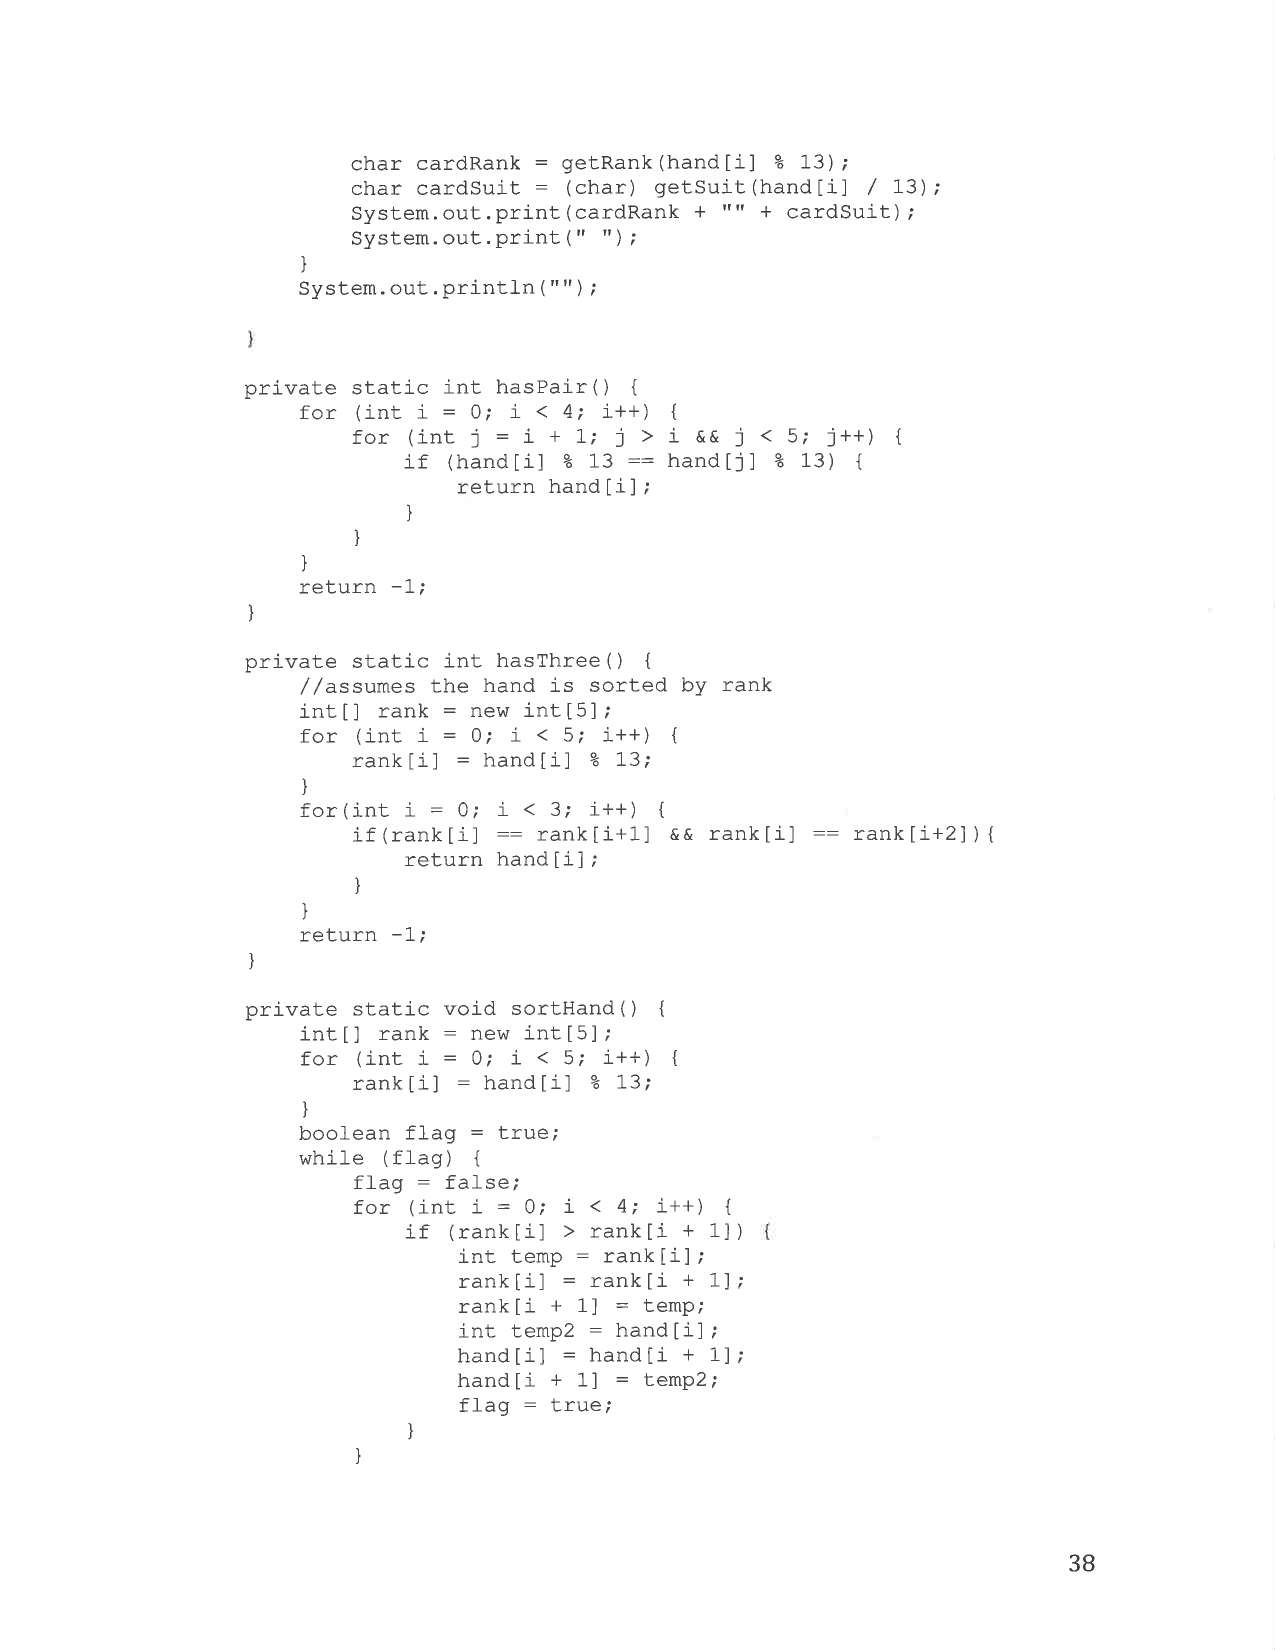 char cardRank = getRank(hand[i] % 13);
char cardSuit = (char) getSuit(hand[i] / 13);
System.out.print(cardRank + "" + cardSuit);
System.out.print(" ");
}
System.out.println("");
}
private static int hasPair() {
for (int i = 0; i < 4; i++) {
for (int j = i + 1; j > i && j < 5; j++) {
if (hand[i] % 13 == hand[j] % 13) {
return hand[i];
}
}
}
return -1;
}
private static int hasThree() {
//assumes the hand is sorted by rank
int[] rank = new int[5];
for (int i = 0; i < 5; i++) {
rank[i] = hand[i] % 13;
}
for(int i = 0; i < 3; i++) {
if(rank[i] == rank[i+1] && rank[i] == rank[i+2]){
return hand[i];
}
}
return -1;
}
private static void sortHand() {
int[] rank = new int[5];
for (int i = 0; i < 5; i++) {
rank[i] = hand[i] % 13;
}
boolean flag = true;
while (flag) {
flag = false;
for (int i = 0; i < 4; i++) {
if (rank[i] > rank[i + 1]) {
int temp = rank[i];
rank[i] = rank[i + 1];
rank[i + 1] = temp;
int temp2 = hand[i];
hand[i] = hand[i + 1];
hand[i + 1] = temp2;
flag = true;
}
}
38